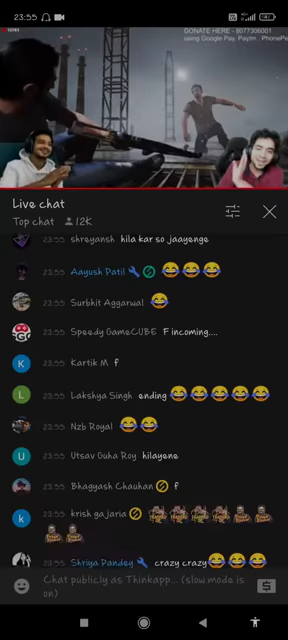 23:55
DONATE HERE - 8077306001
using Google Pay, Paytm , PhonePe
Live chat
Top chat 12K
23:55 shreyansh hila kar so jaayenge
23:55 Aayush Patil 😂😂😂
23:55 Surbhit Aggarwal 😂
23:55 Speedy GameCUBE F incoming....
23:55 Kartik M f
23:55 Lakshya Singh ending 😂😂😂😂😂
23:55 Nzb Royal 😂😂
23:55 Utsav Guha Roy hilayene
23:55 Bhagyash Chauhan f
23:55 krish gajaria
23:55 Shriya Pandey crazy crazy😂😂😂
Chat publicly as Thinkapp... (slow mode is
on)